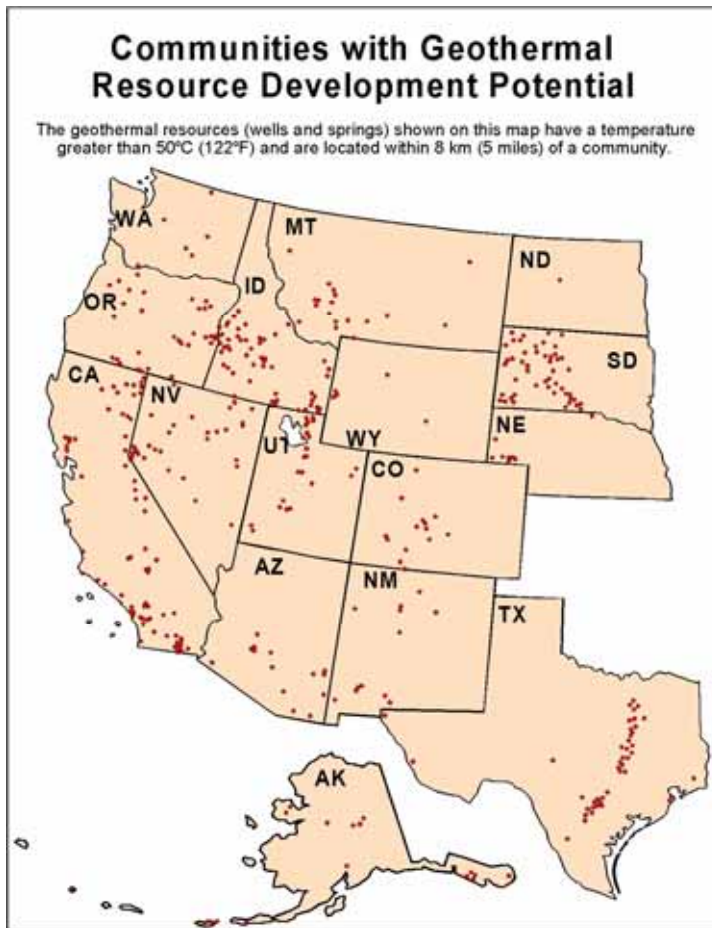 Communities with Geothermal
Resource Development Potential
The geothermal resources (wells and springs) shown on this map have a temperature
greater than 50ºC (122ºF) and are located within 8 km (5 miles) of a community.
WA
MT
ND
ID
OR
SD
CA
NV
NE
UT
WY
CO
AZ
NM
TX
AK